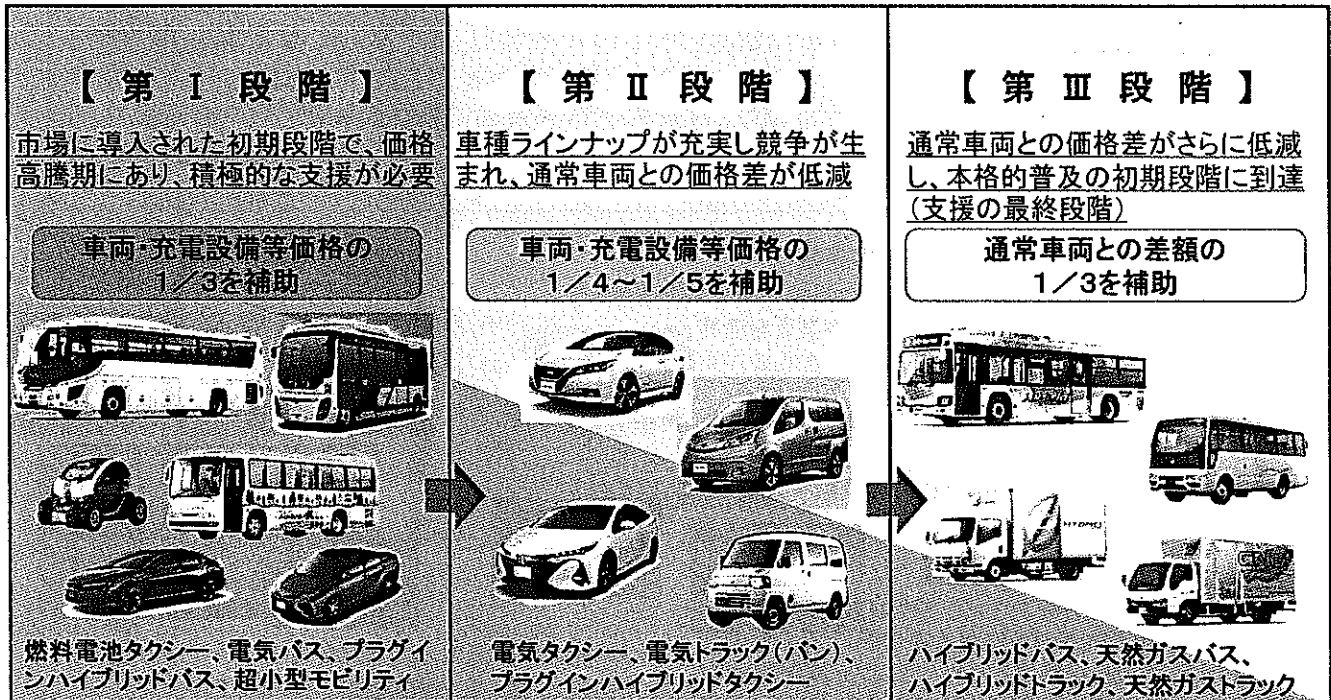 【 第 Ⅰ 段 階 】
市場に導入された初期段階で、価格
高騰期にあり、積極的な支援が必要
車両・充電設備等価格の
1/3を補助
燃料電池タクシー、電気バス、プラグイ
ンハイブリッドバス、超小型モビリティ
【 第 Ⅱ 段 階 】
車種ラインナップが充実し競争が生
まれ、通常車両との価格差が低減
車両・充電設備等価格の
1/4~1/5を補助
電気タクシー、電気トラック(バン)、
プラグインハイブリッドタクシー
【 第 Ⅲ 段 階 】
通常車両との価格差がさらに低減
し、本格的普及の初期段階に到達
(支援の最終段階)
通常車両との差額の
1/3を補助
ハイブリッドバス、天然ガスバス、
ハイブリッドトラック、天然ガストラック